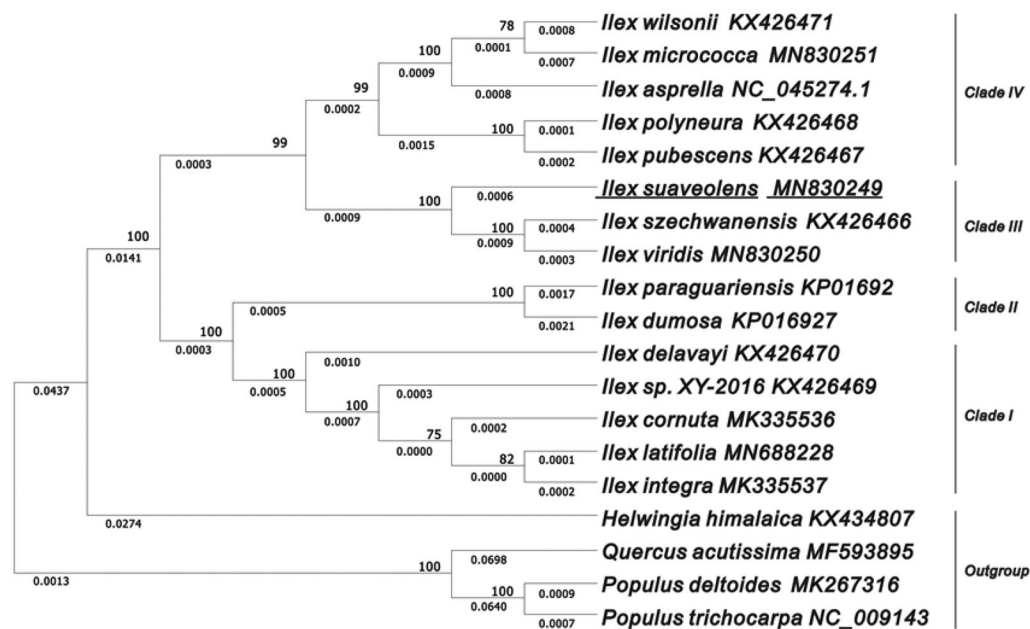 78 0.0008 Ilex wilsonii KX426471
100 0.0001 0.0007 Ilex micrococca MN830251
99 0.0009 0.0008 Ilex asprella NC_045274.1 Clade IV
0.0002 100 0.0001 Ilex polyneura KX426468
99 0.0015 0.0002 Ilex pubescens KX426467
0.0003 0.0006 Ilex suaveolens MN830249
100 0.0009 100 0.0004 Ilex szechwanensis KX426466 Clade III
0.0009 0.0003 Ilex viridis MN830250
100 0.0141 100 0.0017 Ilex paraguariensis KP01692
0.0005 0.0021 Ilex dumosa KP016927 Clade II
100 0.0003 0.0010 Ilex delavayi KX426470
100 0.0005 0.0003 Ilex sp. XY-2016 KX426469
0.0437 100 0.0007 0.0002 Ilex cornuta MK335536 Clade I
75 0.0000 82 0.0001 Ilex latifolia MN688228
0.0000 0.0002 Ilex integra MK335537
0.0274 Helwingia himalaica KX434807
0.0698 Quercus acutissima MF593895
0.0013 100 100 0.0009 Populus deltoides MK267316 Outgroup
0.0640 0.0007 Populus trichocarpa NC_009143